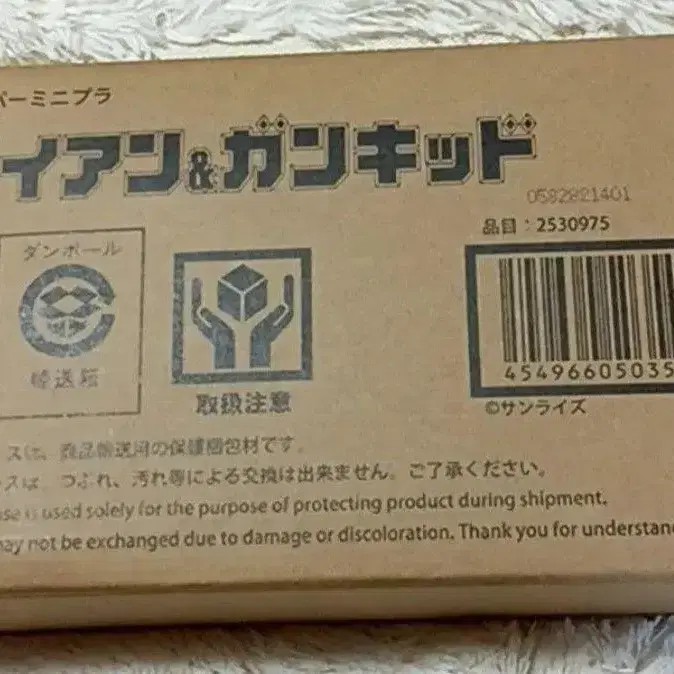 パーミニプラ
イアン&ガンキッド
0582821401
品目：2530975
ダンボール
輸送箱
取扱注意
45496605035
©サンライズ
スは、商品輸送用の保護梱包材です。
スは、つぶれ、汚れ等による交換は出来ません。ご了承ください。
se is used solely for the purpose of protecting product during shipment.
may not be exchanged due to damage or discoloration. Thank you for understand